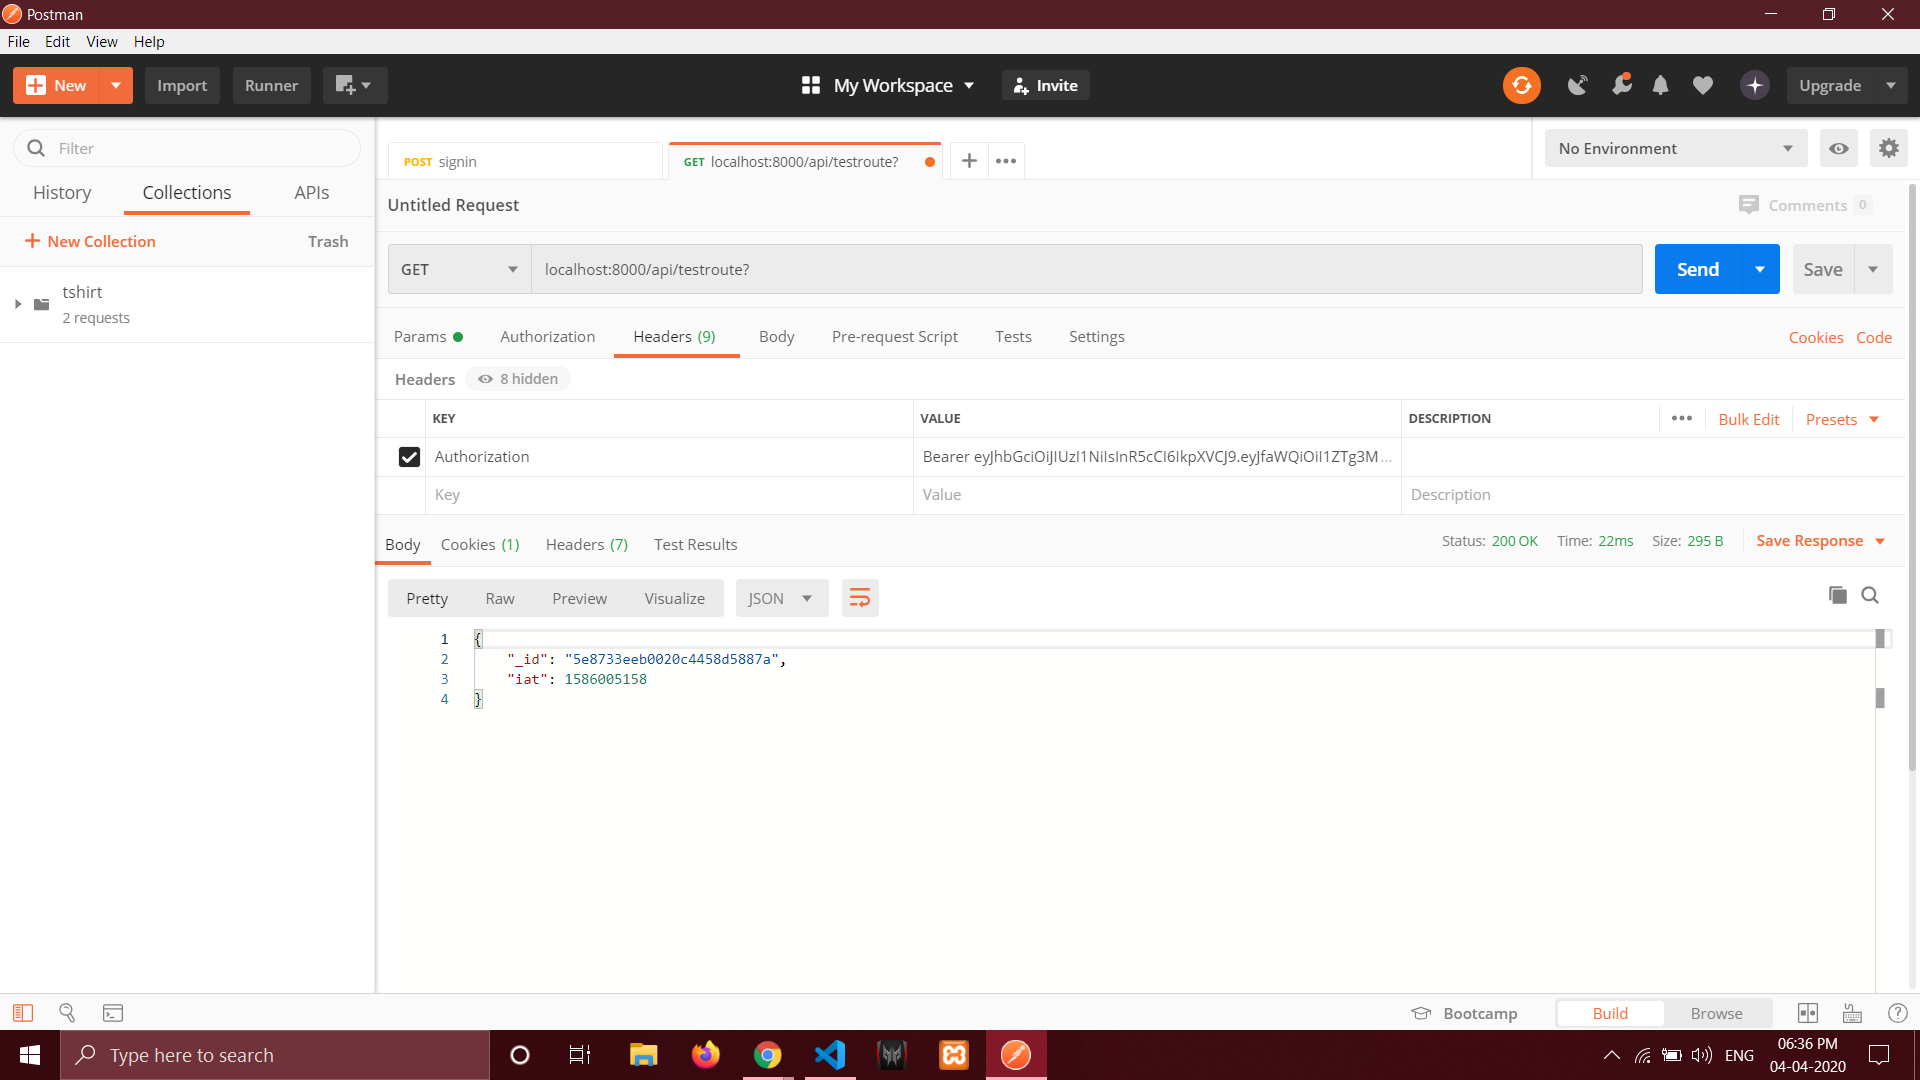 Postman
File Edit View Help
New Import Runner My Workspace Invite Upgrade
Filter
History Collections APIs
New Collection Trash
tshirt
2 requests
POST signin
GET localhost:8000/api/testroute?
No Environment
Untitled Request
Comments 0
GET localhost:8000/api/testroute? Send Save
Params Authorization Headers (9) Body Pre-request Script Tests Settings Cookies Code
Headers 8 hidden
KEY VALUE DESCRIPTION Bulk Edit Presets
Authorization Bearer eyJhbGciOiJIUzI1NiIsInR5cCI6IkpXVCJ9.eyJfaWQiOiI1ZTg3M...
Key Value Description
Body Cookies (1) Headers (7) Test Results Status: 200 OK Time: 22ms Size: 295 B Save Response
Pretty Raw Preview Visualize JSON
1 {
2 "_id": "5e8733eeb0020c4458d5887a",
3 "iat": 1586005158
4 }
Bootcamp Build Browse
Type here to search
ENG
06:36 PM
04-04-2020